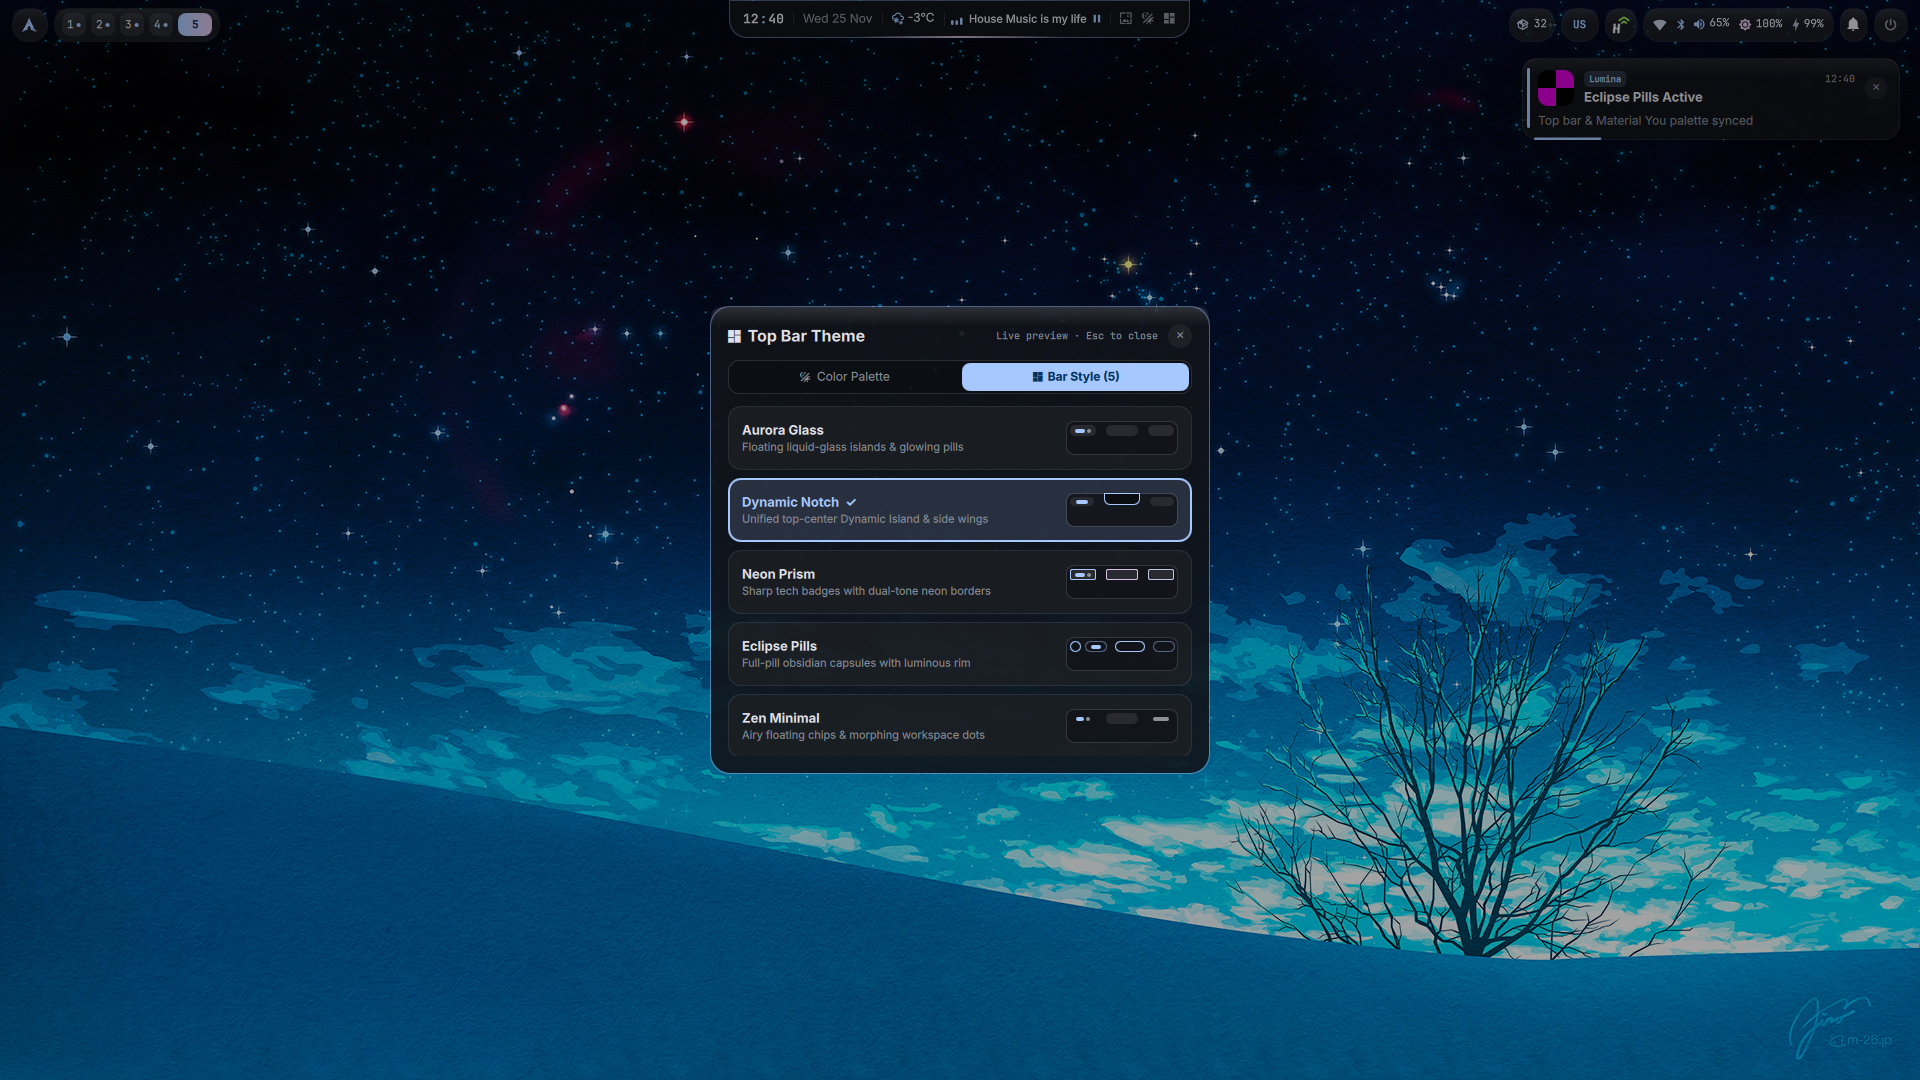 1 2 3 4 5
12:40 Wed 25 Nov -3°C House Music is my life
32 US H 65% 100% 99%
Lumina 12:40
Eclipse Pills Active
Top bar & Material You palette synced
Top Bar Theme Live preview · Esc to close
Color Palette Bar Style (5)
Aurora Glass
Floating liquid-glass islands & glowing pills
Dynamic Notch
Unified top-center Dynamic Island & side wings
Neon Prism
Sharp tech badges with dual-tone neon borders
Eclipse Pills
Full-pill obsidian capsules with luminous rim
Zen Minimal
Airy floating chips & morphing workspace dots
@m-26.jp